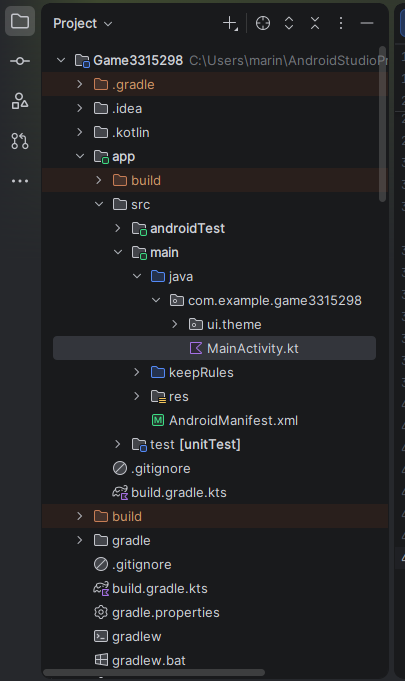 Project
Game3315298 C:\Users\marin\AndroidStudioPr
.gradle
.idea
.kotlin
app
build
src
androidTest
main
java
com.example.game3315298
ui.theme
MainActivity.kt
keepRules
res
AndroidManifest.xml
test [unitTest]
.gitignore
build.gradle.kts
build
gradle
.gitignore
build.gradle.kts
gradle.properties
gradlew
gradlew.bat